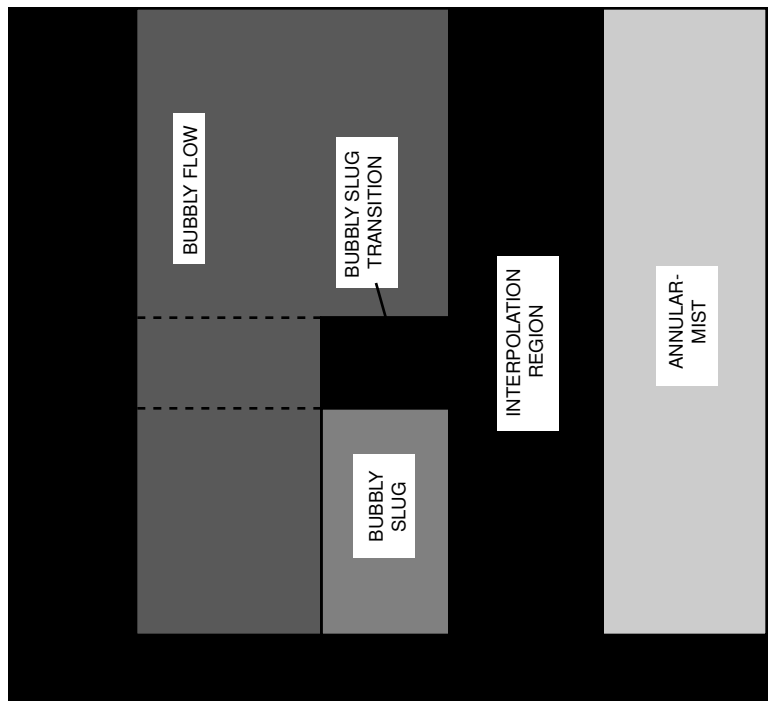 BUBBLY FLOW
BUBBLY SLUG
TRANSITION
BUBBLY
SLUG
INTERPOLATION
REGION
ANNULAR-
MIST